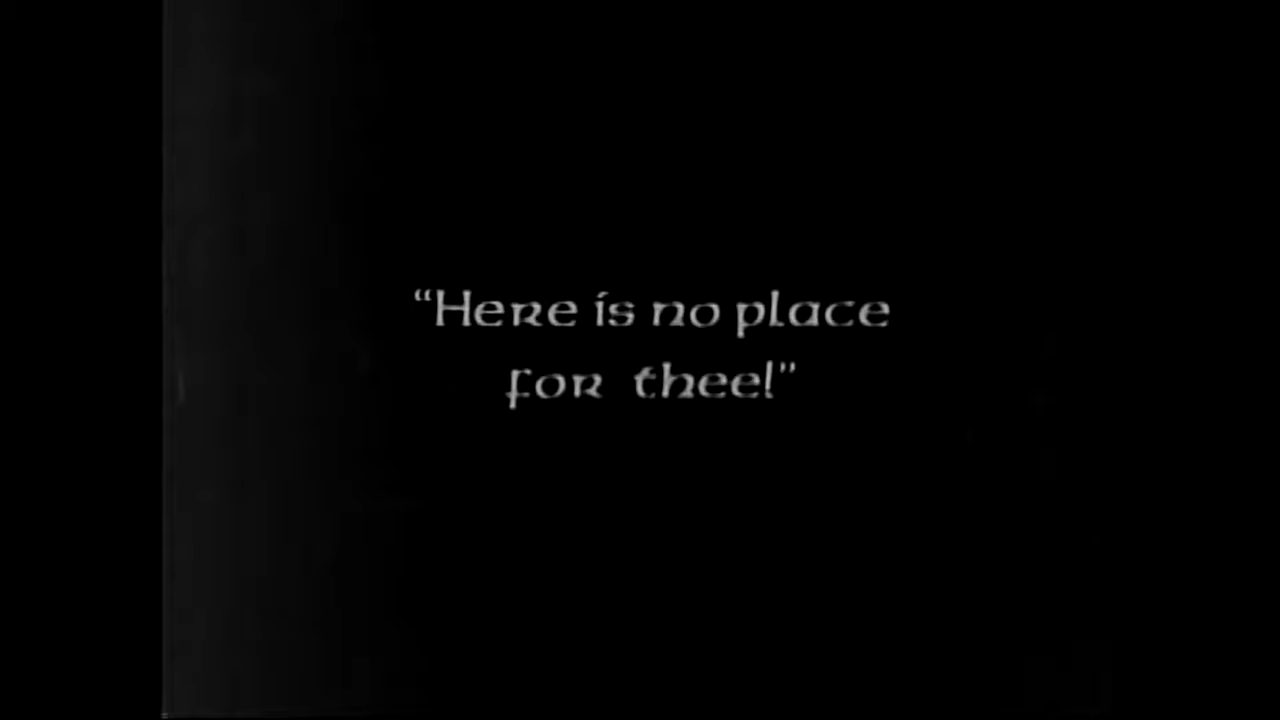 “Here is no place
for thee!”